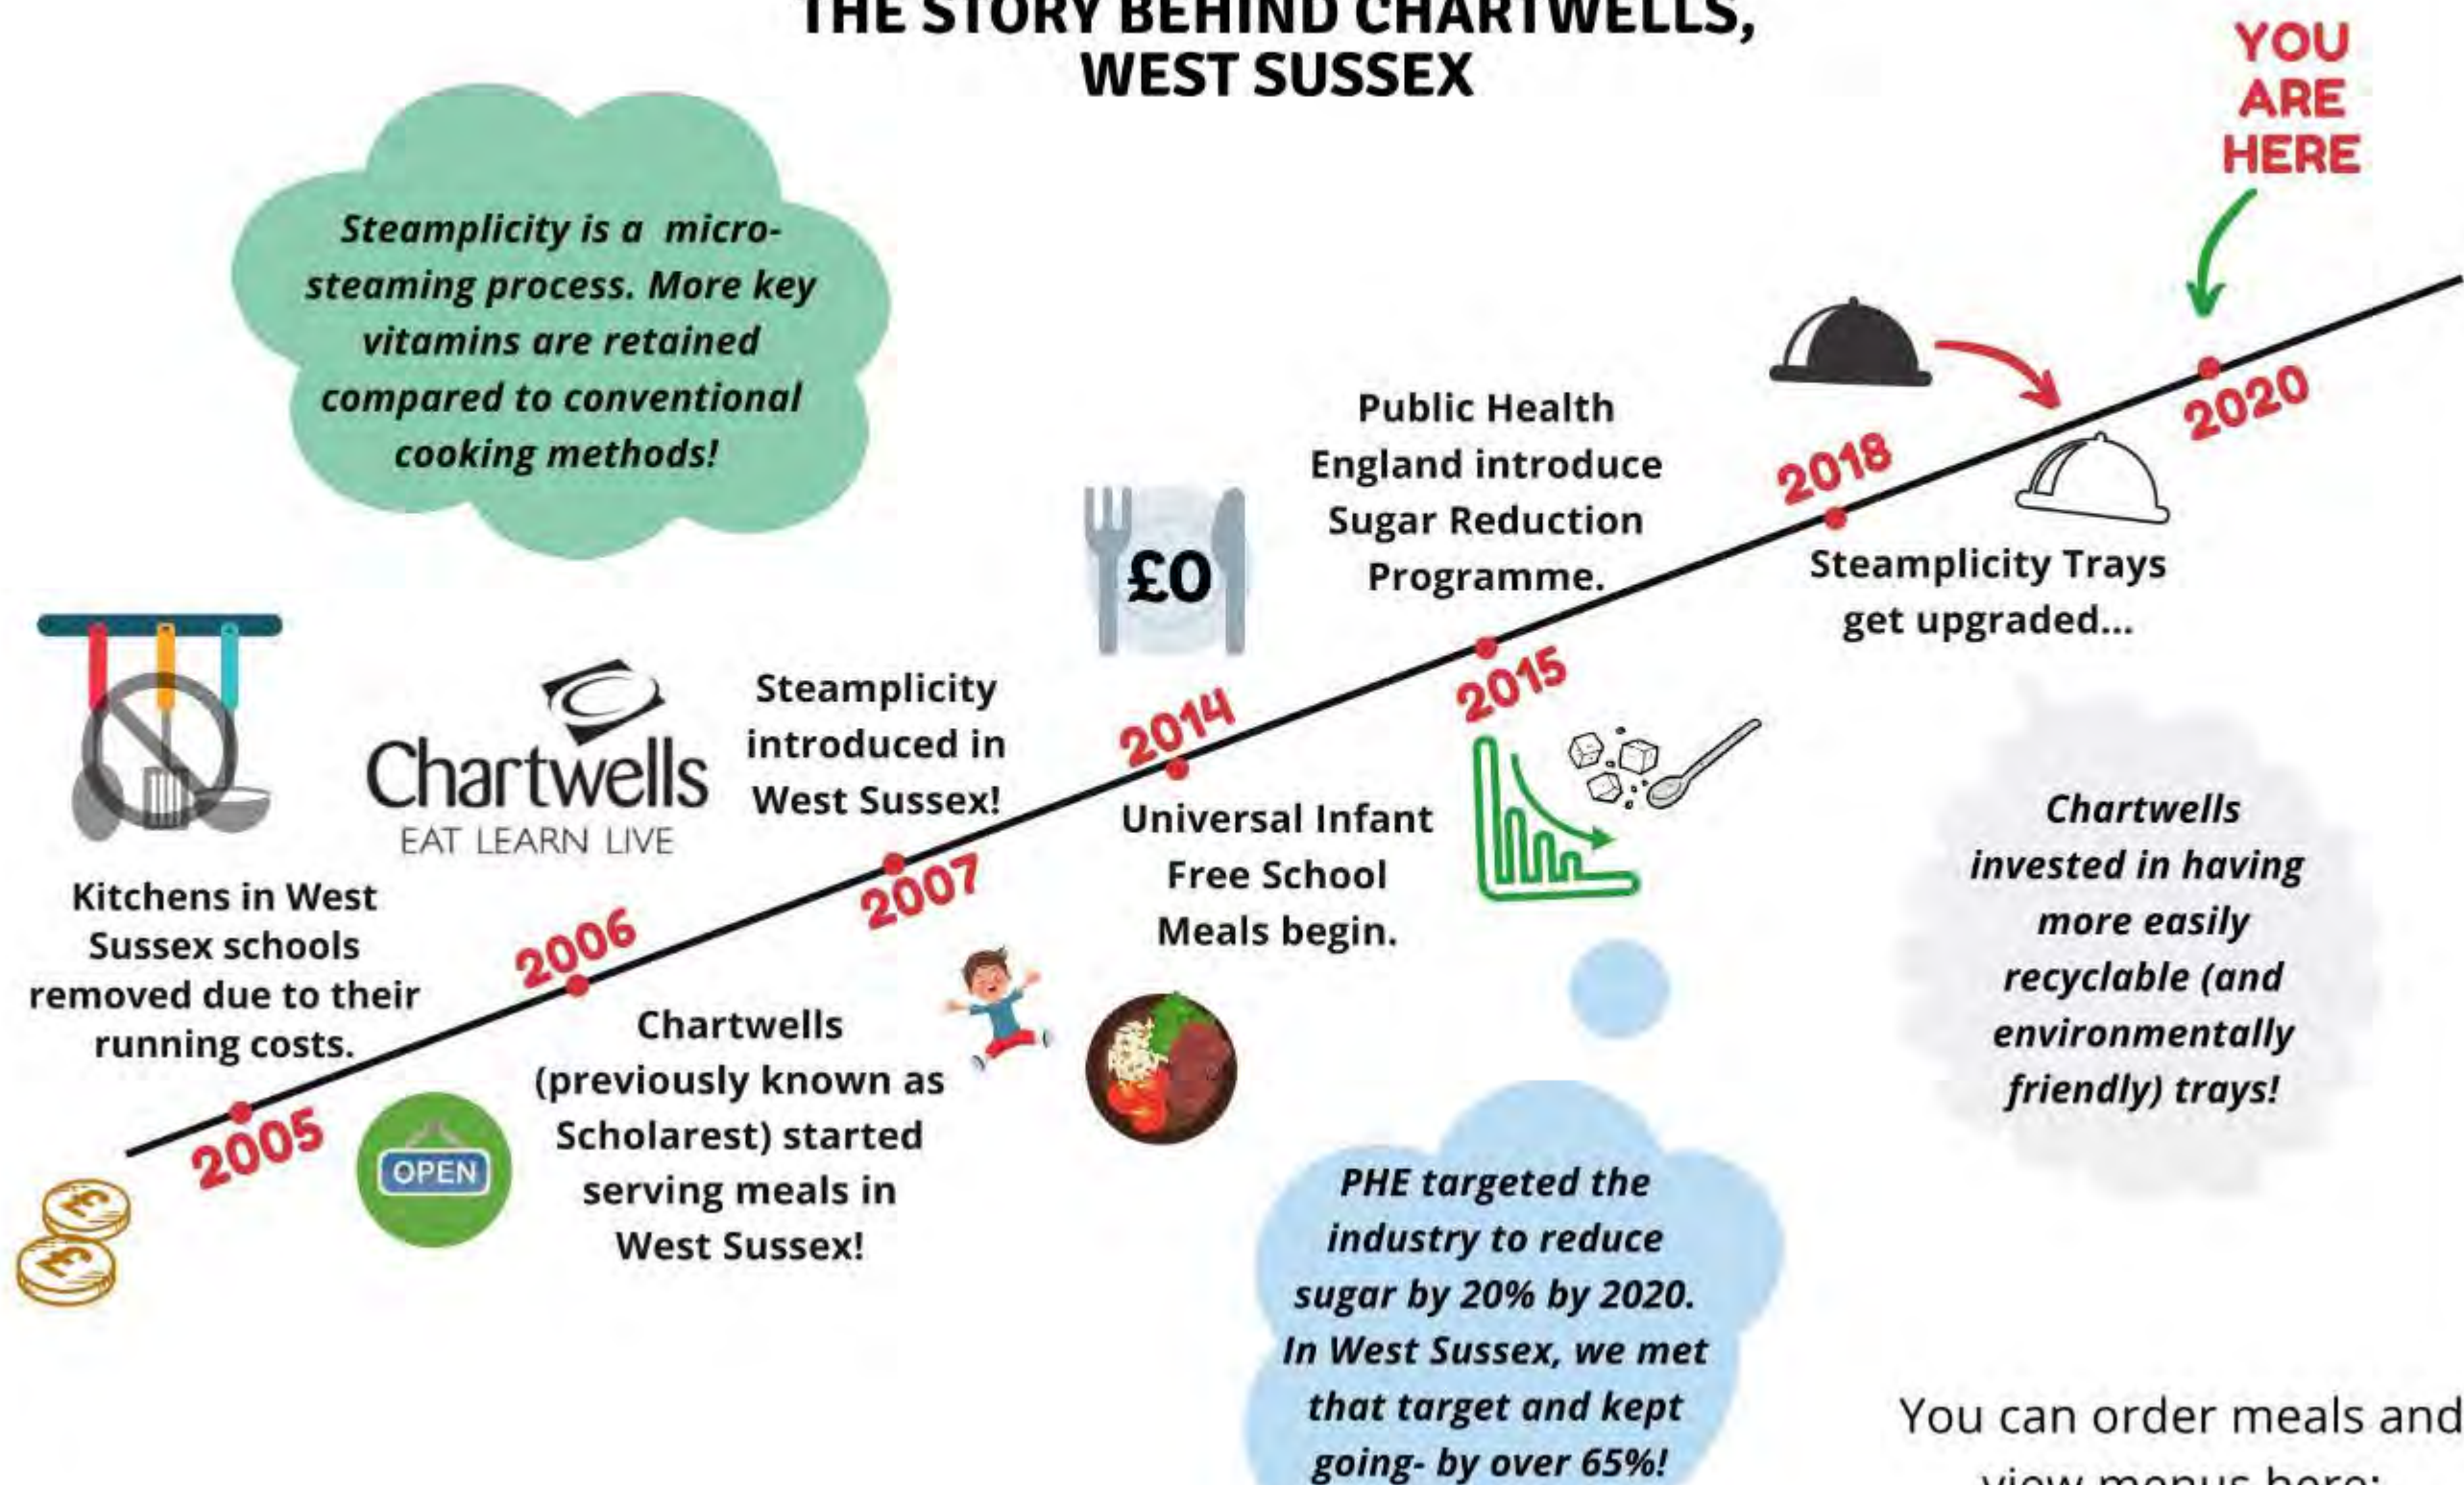 THE STORY BEHIND CHARTWELLS,
WEST SUSSEX
YOU
ARE
HERE
Steamplicity is a micro-
steaming process. More key
vitamins are retained
compared to conventional
cooking methods!
Kitchens in West
Sussex schools
removed due to their
running costs.
2005
Chartwells
EAT LEARN LIVE
2006
OPEN
Chartwells
(previously known as
Scholarest) started
serving meals in
West Sussex!
Steamplicity
introduced in
West Sussex!
2007
£0
2014
Universal Infant
Free School
Meals begin.
Public Health
England introduce
Sugar Reduction
Programme.
2015
PHE targeted the
industry to reduce
sugar by 20% by 2020.
In West Sussex, we met
that target and kept
going- by over 65%!
2018
Steamplicity Trays
get upgraded...
Chartwells
invested in having
more easily
recyclable (and
environmentally
friendly) trays!
2020
£
£
You can order meals and
view menus here: